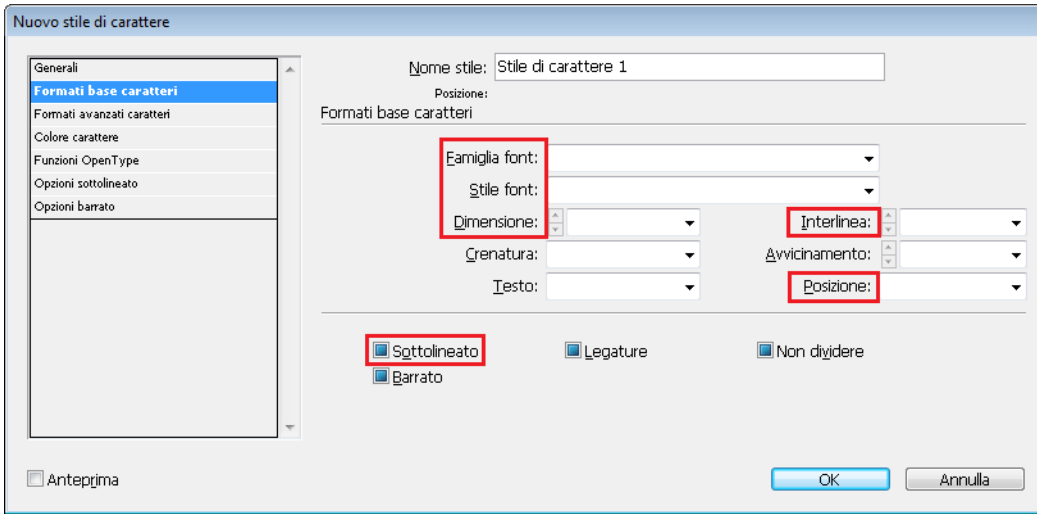 Nuovo stile di carattere
Generali
Formati base caratteri
Formati avanzati caratteri
Colore carattere
Funzioni OpenType
Opzioni sottolineato
Opzioni barrato
Nome stile: Stile di carattere 1
Posizione:
Formati base caratteri
Famiglia font:
Stile font:
Dimensione: Interlinea:
Crenatura: Avvicinamento:
Testo: Posizione:
Sottolineato Legature Non dividere
Barrato
Anteprima OK Annulla